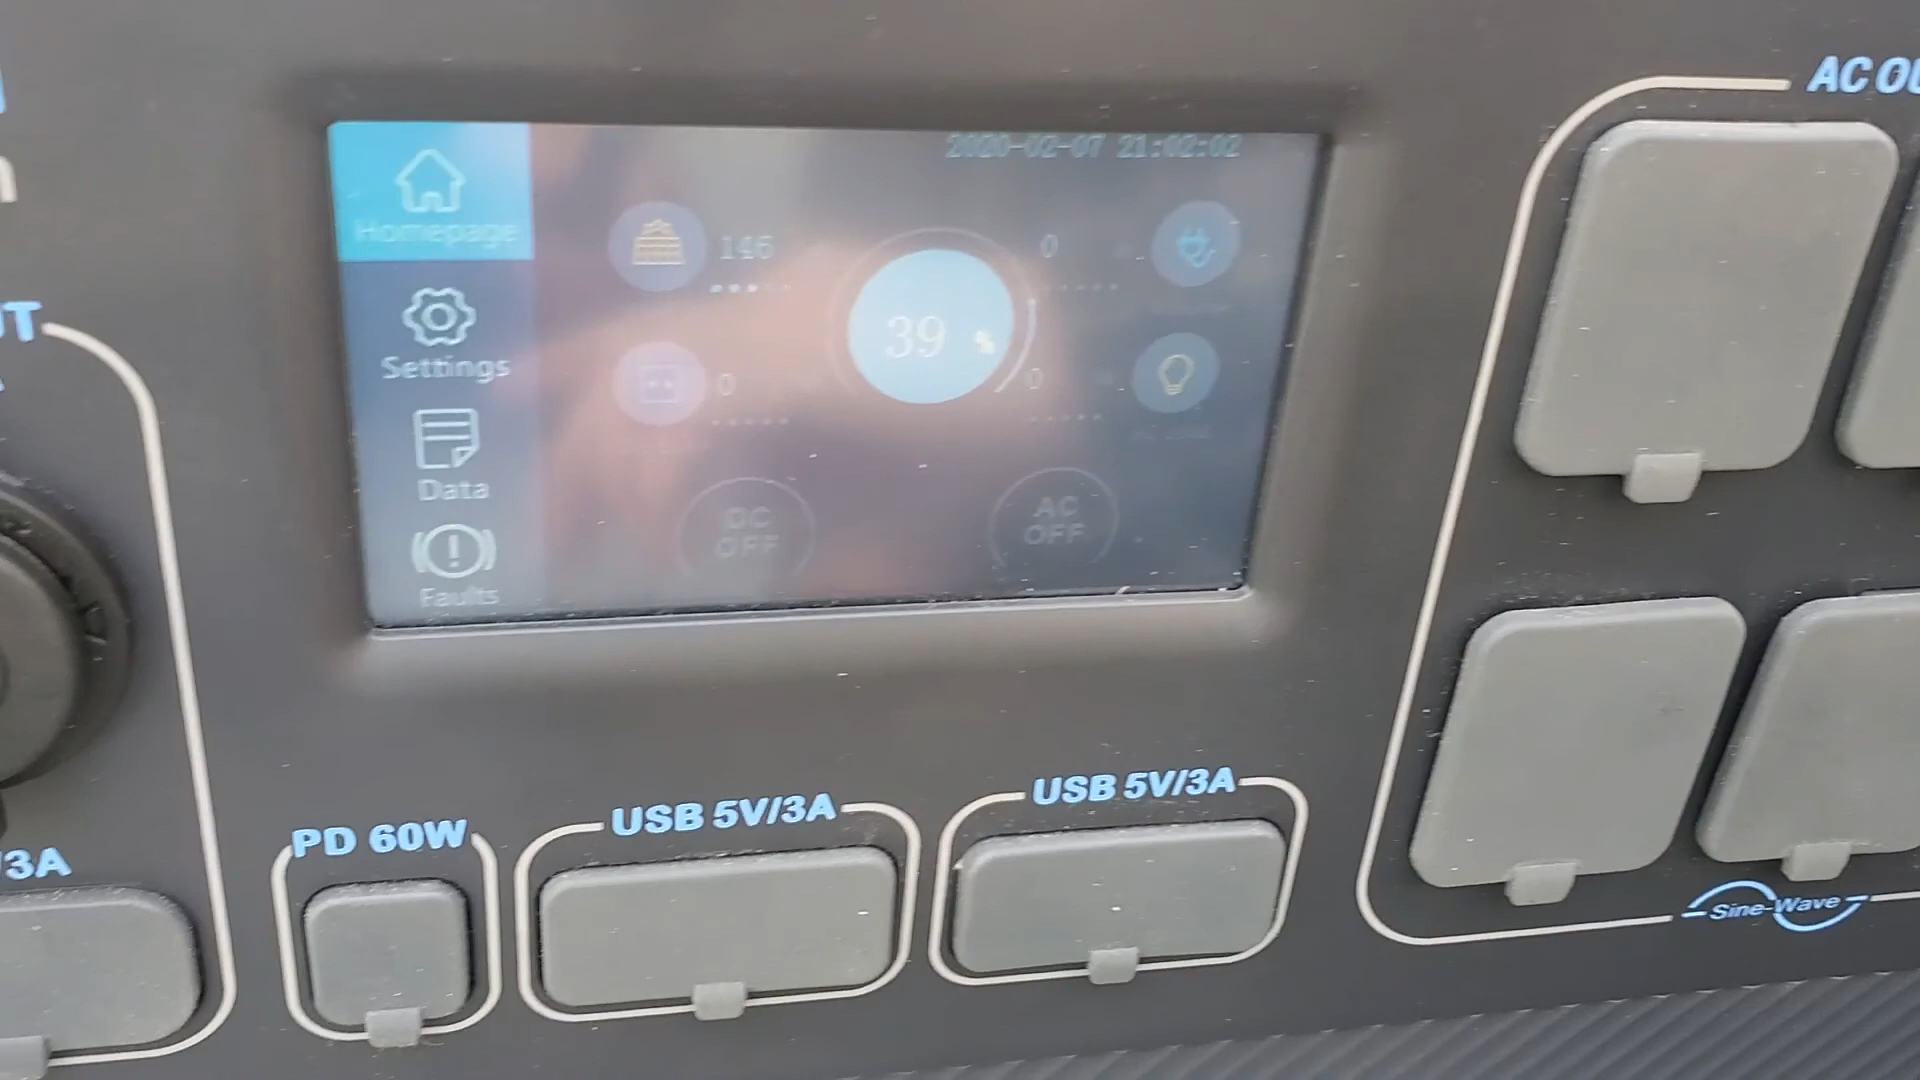 AC OU
2020-02-07 21:02:02
Homepage
146
0
39 %
Settings
0
0
Data
DC
OFF
AC
OFF
Faults
UT
PD 60W
USB 5V/3A
USB 5V/3A
/3A
Sine-Wave